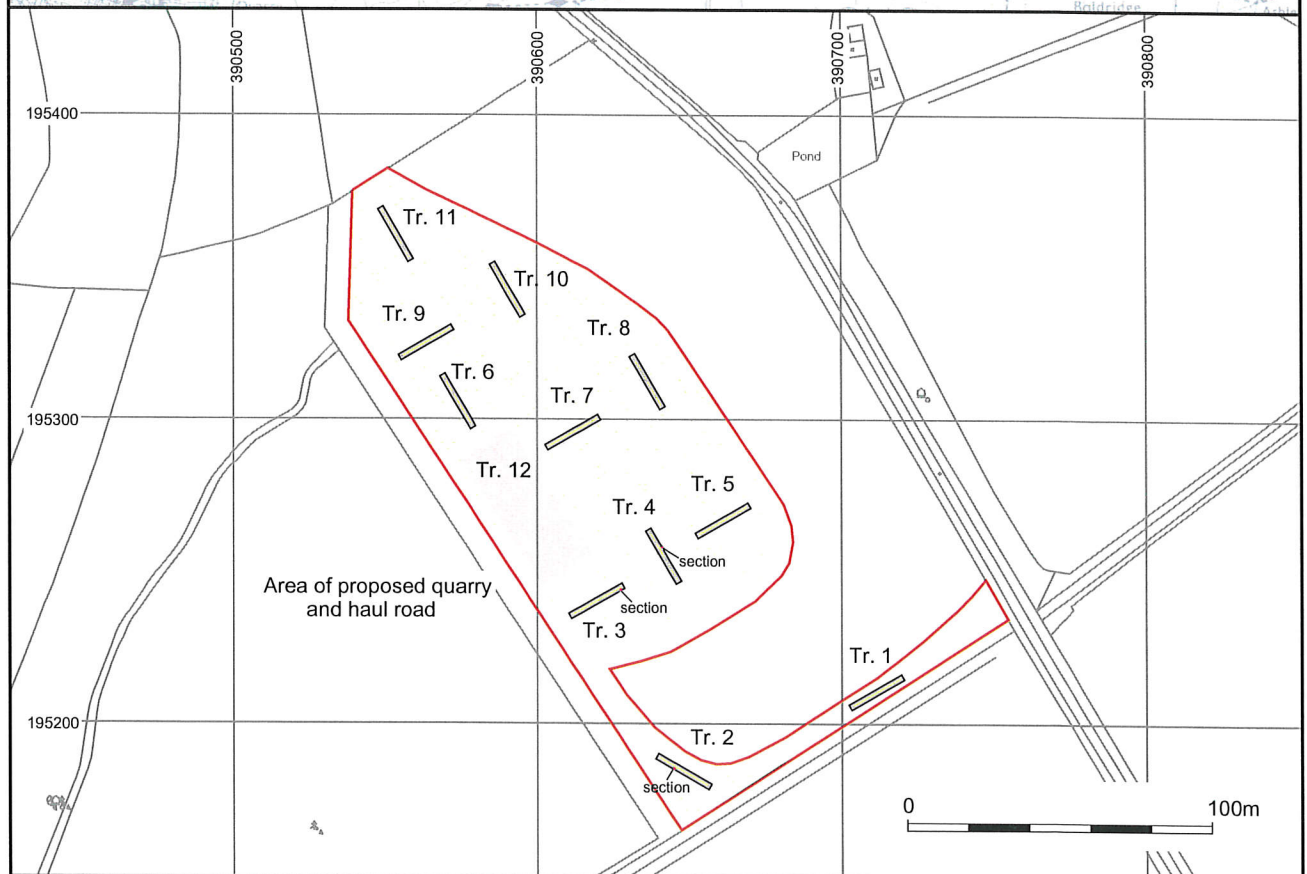 Baldridge
390500
390600
390700
390800
195400
Pond
Tr. 11
Tr. 10
Tr. 9
Tr. 8
Tr. 6
Tr. 7
195300
Tr. 12
Tr. 5
Tr. 4
section
Area of proposed quarry
and haul road
section
Tr. 3
Tr. 1
195200
Tr. 2
section
0
100m